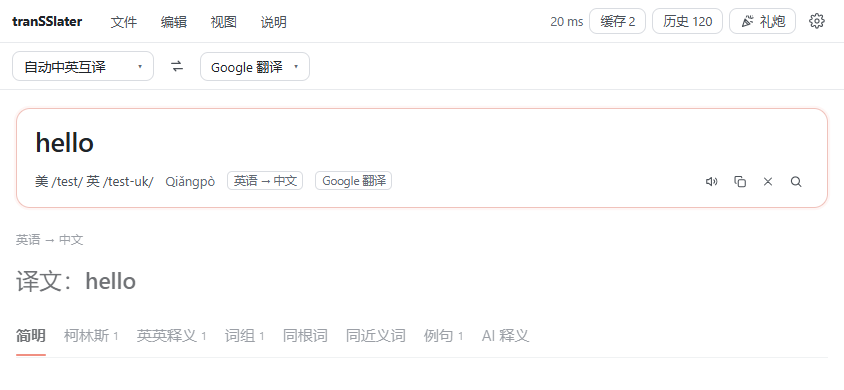 tranSSlater 文件 编辑 视图 说明 20 ms 缓存 2 历史 120 礼炮
自动中英互译 Google 翻译
hello
美 /test/ 英 /test-uk/ Qiǎngpò 英语 → 中文 Google 翻译
英语 → 中文
译文：hello
简明 柯林斯 1 英英释义 1 词组 1 同根词 同近义词 例句 1 AI 释义